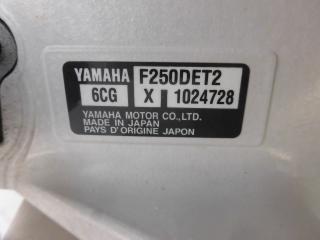 YAMAHA F250DET2
6CG X 1024728
YAMAHA MOTOR CO.,LTD.
MADE IN JAPAN
PAYS D'ORIGINE JAPON